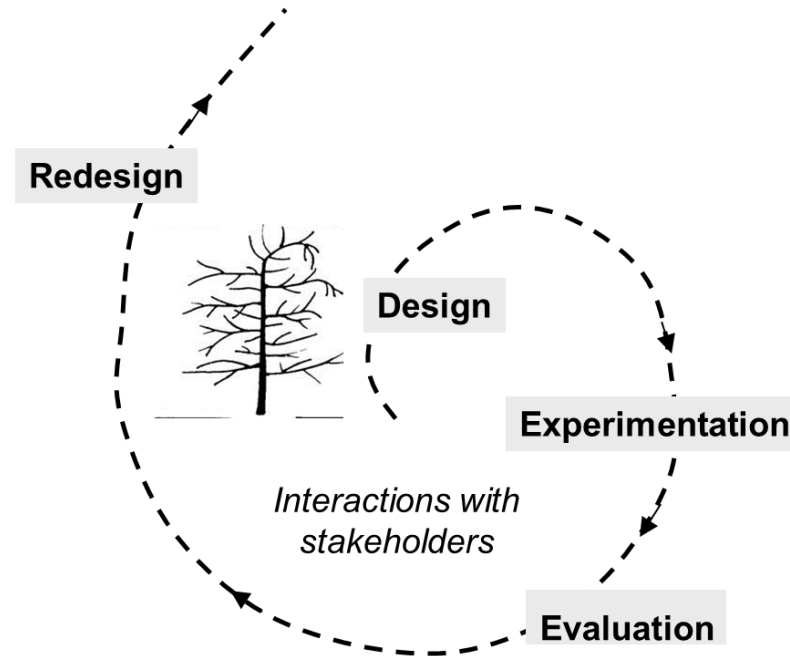 Redesign
Design
Experimentation
Interactions with
stakeholders
Evaluation